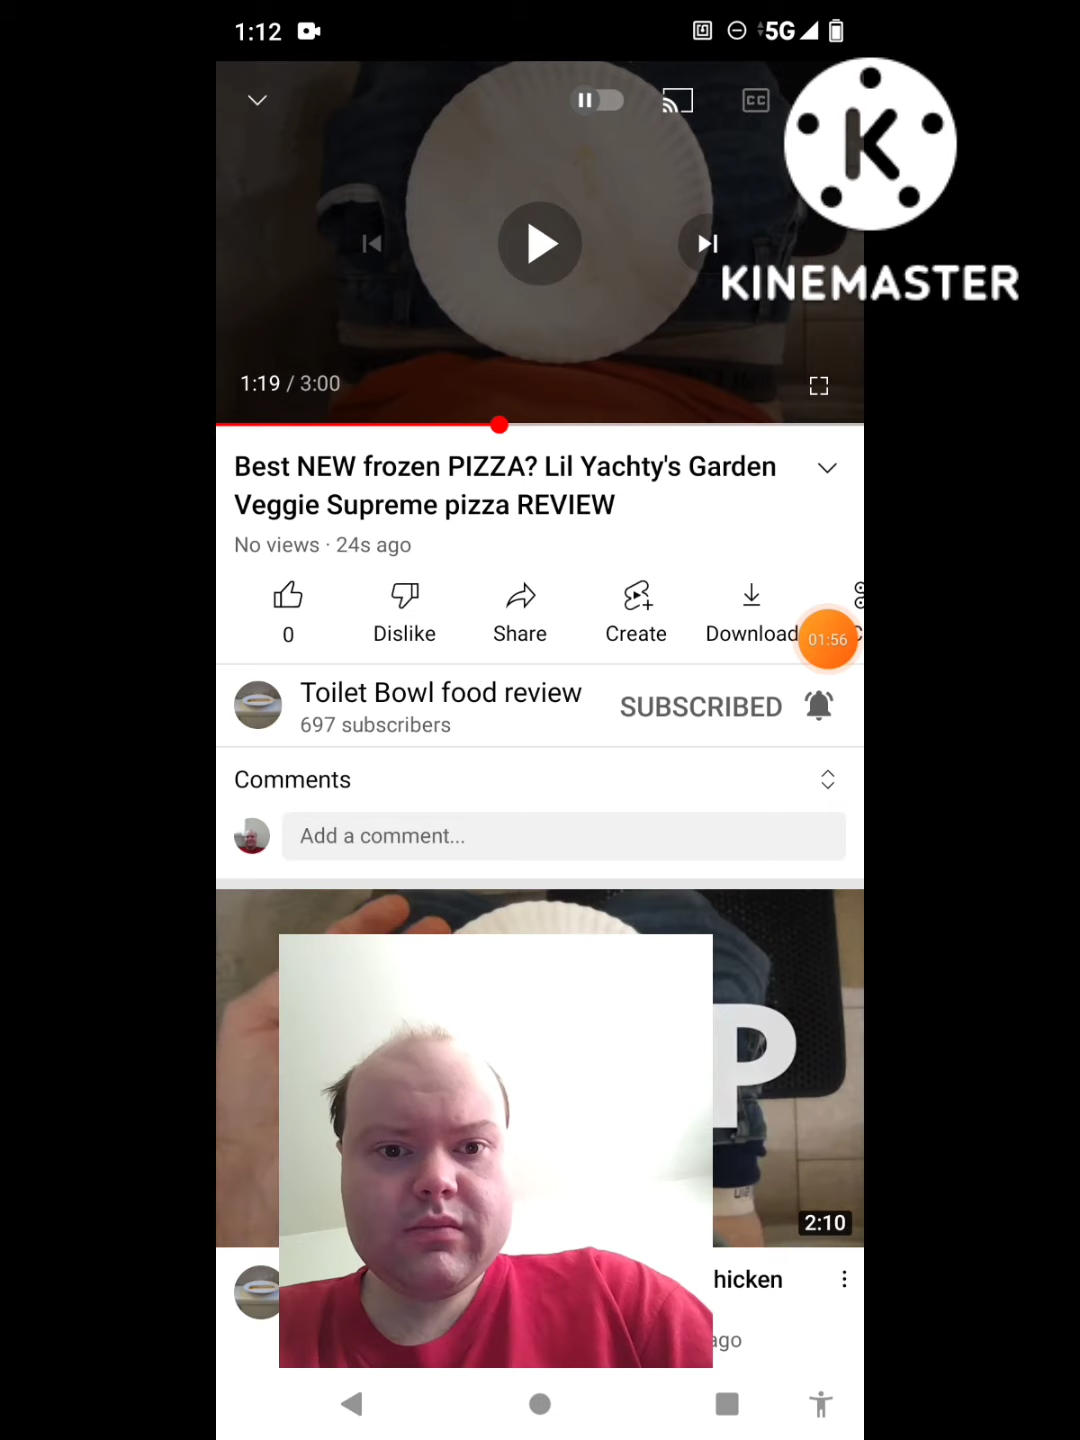 1:12
5G
CC
K
KINEMASTER
1:19 / 3:00
Best NEW frozen PIZZA? Lil Yachty's Garden
Veggie Supreme pizza REVIEW
No views · 24s ago
0
Dislike
Share
Create
Download
01:56
Toilet Bowl food review
697 subscribers
SUBSCRIBED
Comments
Add a comment...
P
2:10
hicken
ago